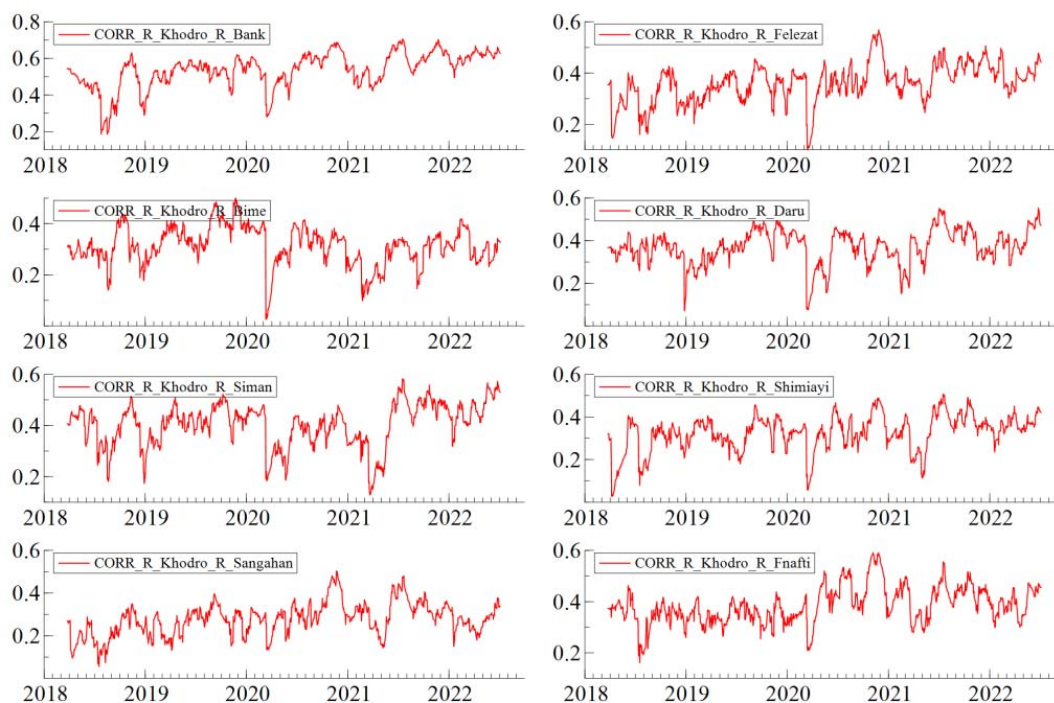 0.8
CORR_R_Khodro_R_Bank
0.6
0.4
0.2
2018 2019 2020 2021 2022
0.6
CORR_R_Khodro_R_Felezat
0.4
0.2
2018 2019 2020 2021 2022
CORR_R_Khodro_R_Bime
0.4
0.2
2018 2019 2020 2021 2022
0.6
CORR_R_Khodro_R_Daru
0.4
0.2
2018 2019 2020 2021 2022
0.6
CORR_R_Khodro_R_Siman
0.4
0.2
2018 2019 2020 2021 2022
0.6
CORR_R_Khodro_R_Shimiayi
0.4
0.2
2018 2019 2020 2021 2022
0.6
CORR_R_Khodro_R_Sangahan
0.4
0.2
2018 2019 2020 2021 2022
0.6
CORR_R_Khodro_R_Fnafti
0.4
0.2
2018 2019 2020 2021 2022